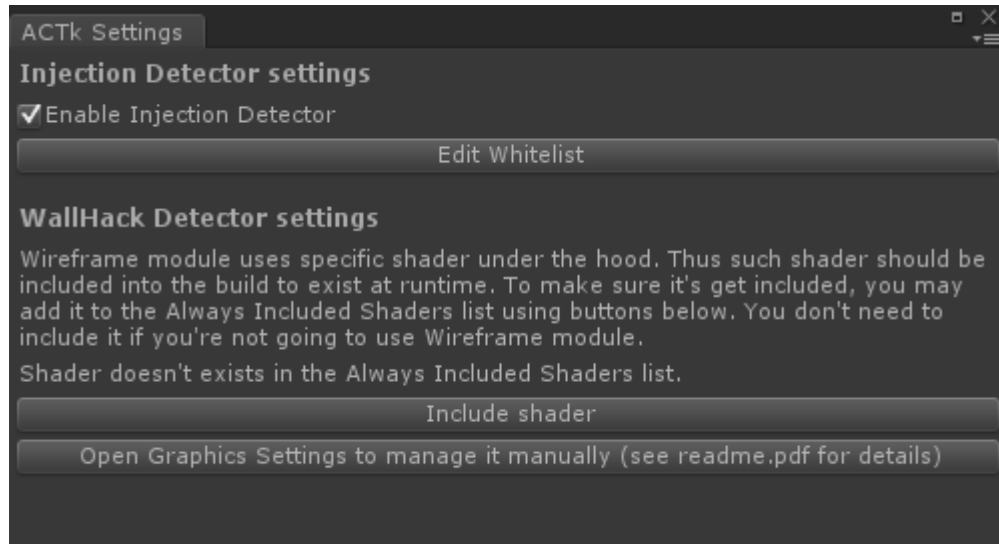 ACTk Settings
Injection Detector settings
Enable Injection Detector
Edit Whitelist
WallHack Detector settings
Wireframe module uses specific shader under the hood. Thus such shader should be
included into the build to exist at runtime. To make sure it's get included, you may
add it to the Always Included Shaders list using buttons below. You don't need to
include it if you're not going to use Wireframe module.
Shader doesn't exists in the Always Included Shaders list.
Include shader
Open Graphics Settings to manage it manually (see readme.pdf for details)